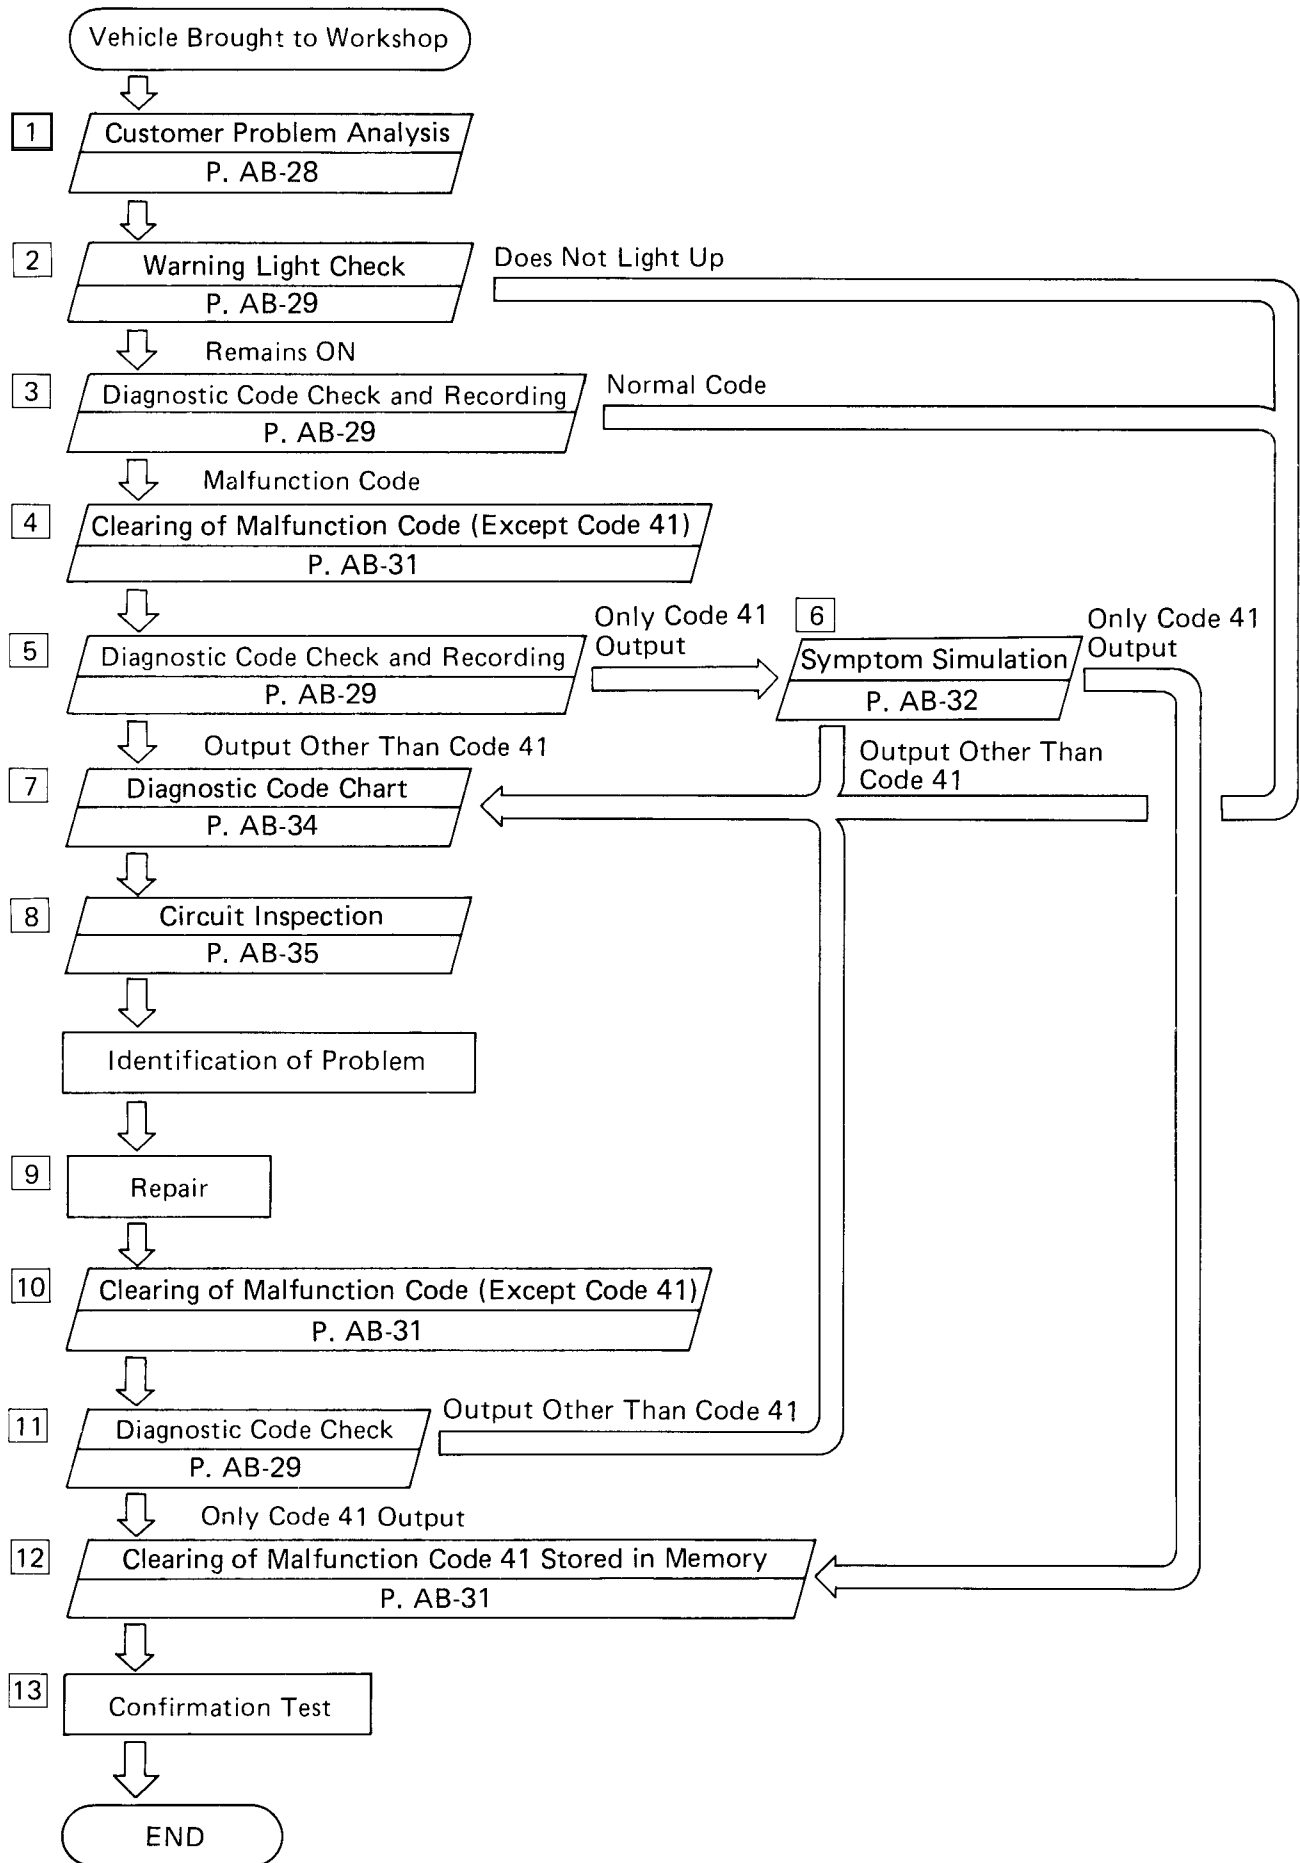 Vehicle Brought to Workshop
1
Customer Problem Analysis
P. AB-28
2
Warning Light Check
P. AB-29
Does Not Light Up
Remains ON
3
Diagnostic Code Check and Recording
P. AB-29
Normal Code
Malfunction Code
4
Clearing of Malfunction Code (Except Code 41)
P. AB-31
5
Diagnostic Code Check and Recording
P. AB-29
Only Code 41
Output
6
Symptom Simulation
P. AB-32
Only Code 41
Output
Output Other Than Code 41
Output Other Than
Code 41
7
Diagnostic Code Chart
P. AB-34
8
Circuit Inspection
P. AB-35
Identification of Problem
9
Repair
10
Clearing of Malfunction Code (Except Code 41)
P. AB-31
11
Diagnostic Code Check
P. AB-29
Output Other Than Code 41
Only Code 41 Output
12
Clearing of Malfunction Code 41 Stored in Memory
P. AB-31
13
Confirmation Test
END